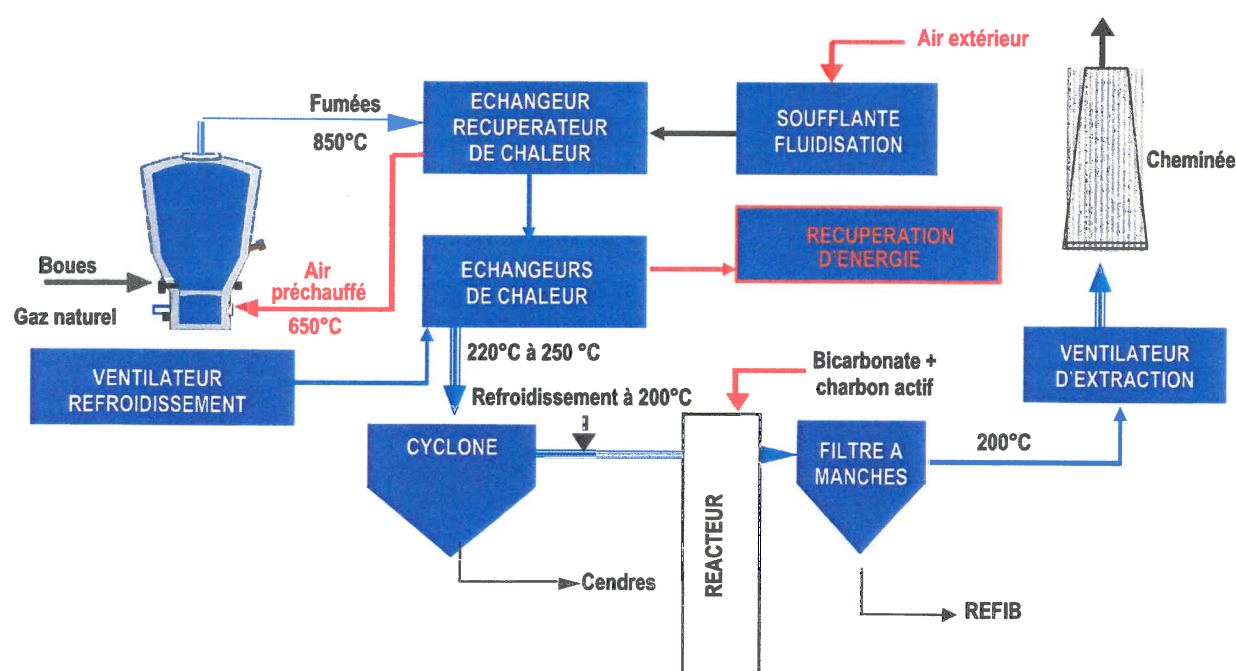 Air extérieur
Fumées
850°C
ECHANGEUR
RECUPERATEUR
DE CHALEUR
SOUFFLANTE
FLUIDISATION
Cheminée
RECUPERATION
D'ENERGIE
Boues
Air
préchauffé
650°C
ECHANGEURS
DE CHALEUR
Gaz naturel
220°C à 250 °C
VENTILATEUR
REFROIDISSEMENT
Bicarbonate +
charbon actif
VENTILATEUR
D'EXTRACTION
Refroidissement à 200°C
CYCLONE
FILTRE A
MANCHES
200°C
REACTEUR
Cendres
REFIB